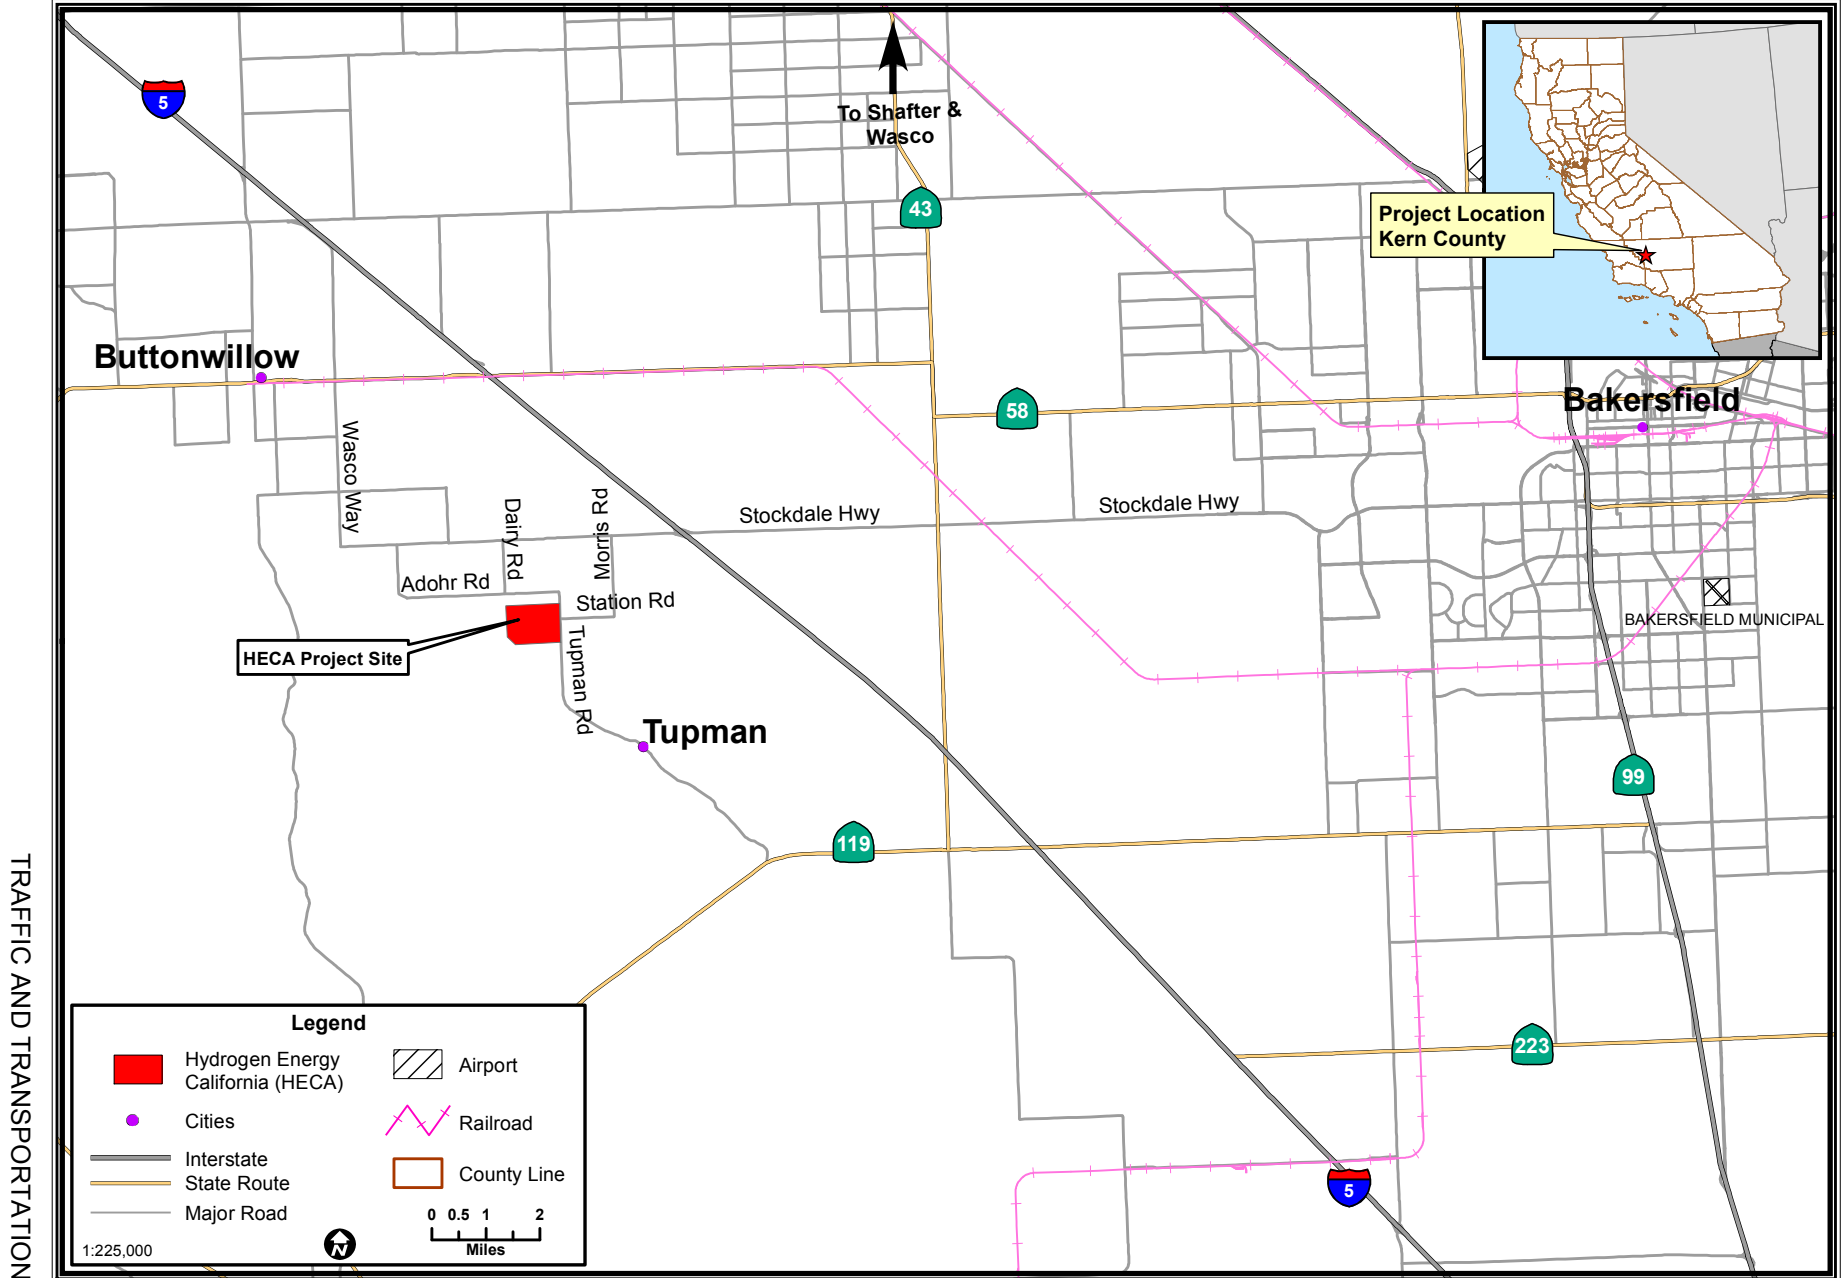 5
To Shafter &
Wasco
43
Project Location
Kern County
Buttonwillow
58
Bakersfield
Wasco Way
Dairy Rd
Morris Rd
Stockdale Hwy
Stockdale Hwy
Adohr Rd
Station Rd
BAKERSFIELD MUNICIPAL
HECA Project Site
Tupman Rd
Tupman
99
119
223
5
Legend
Hydrogen Energy
California (HECA)
Cities
Interstate
State Route
Major Road
Airport
Railroad
County Line
0 0.5 1 2
Miles
1:225,000
N
TRAFFIC AND TRANSPORTATION